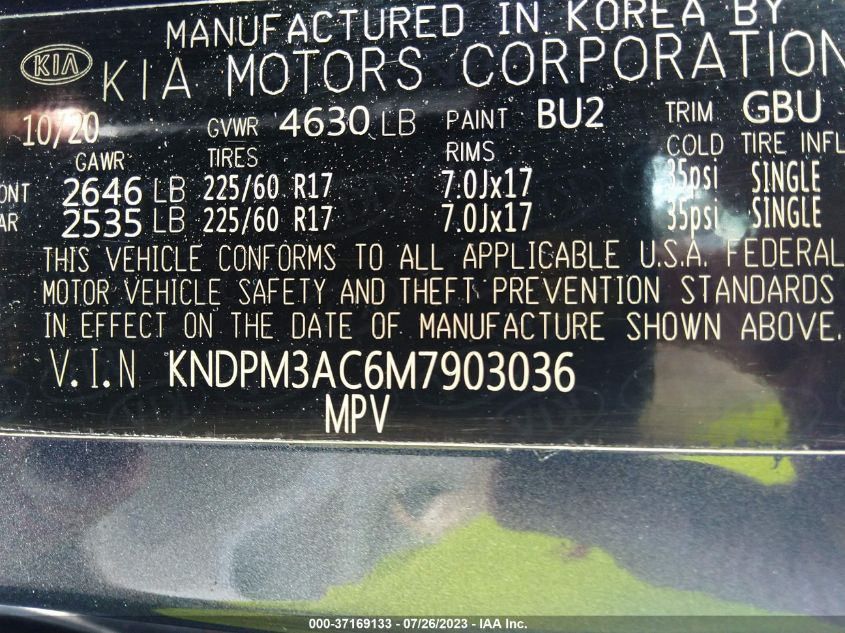 MANUFACTURED IN KOREA BY
KIA KIA MOTORS CORPORATION
10/20 GVWR 4630 LB PAINT BU2 TRIM GBU
GAWR TIRES RIMS COLD TIRE INFL
ONT 2646 LB 225/60 R17 7.0Jx17 35psi SINGLE
AR 2535 LB 225/60 R17 7.0Jx17 35psi SINGLE
THIS VEHICLE CONFORMS TO ALL APPLICABLE U.S.A. FEDERAL
MOTOR VEHICLE SAFETY AND THEFT PREVENTION STANDARDS
IN EFFECT ON THE DATE OF MANUFACTURE SHOWN ABOVE.
V.I.N KNDPM3AC6M7903036
MPV
000-37169133 - 07/26/2023 - IAA Inc.